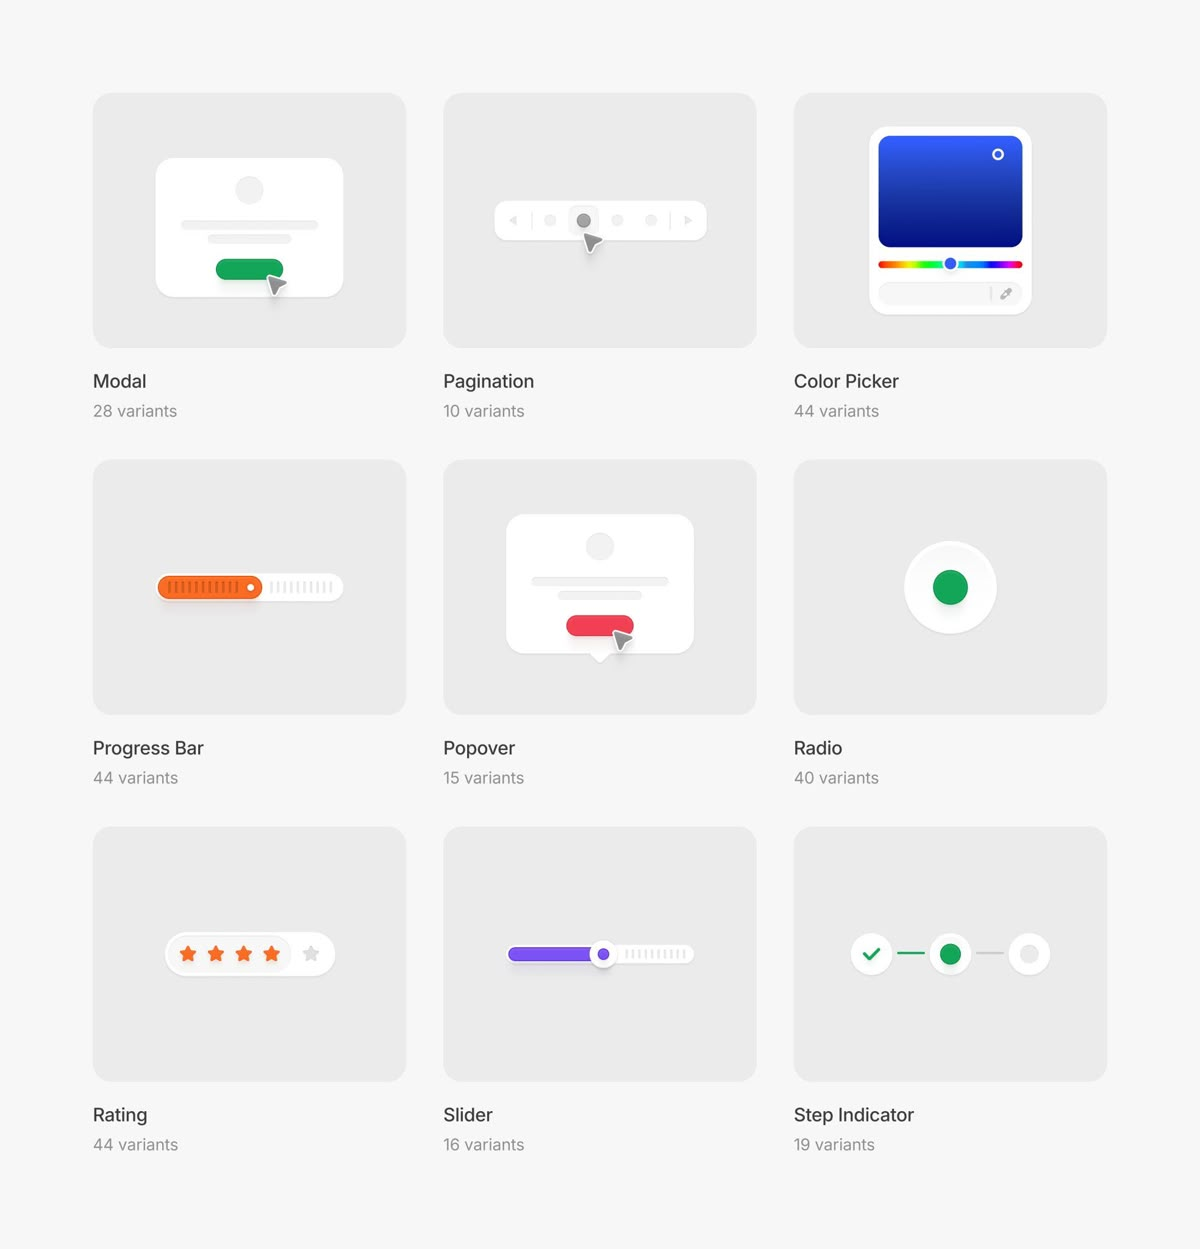 Modal
28 variants
Pagination
10 variants
Color Picker
44 variants
Progress Bar
44 variants
Popover
15 variants
Radio
40 variants
Rating
44 variants
Slider
16 variants
Step Indicator
19 variants